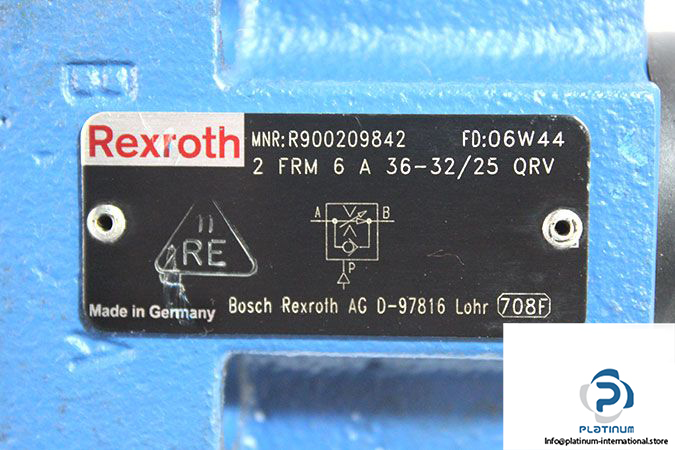 Rexroth MNR:R900209842 FD:06W44
2 FRM 6 A 36-32/25 QRV
A B
P
II
RE
Made in Germany Bosch Rexroth AG D-97816 Lohr 708F
PLATINUM
Info@platinum-international.store